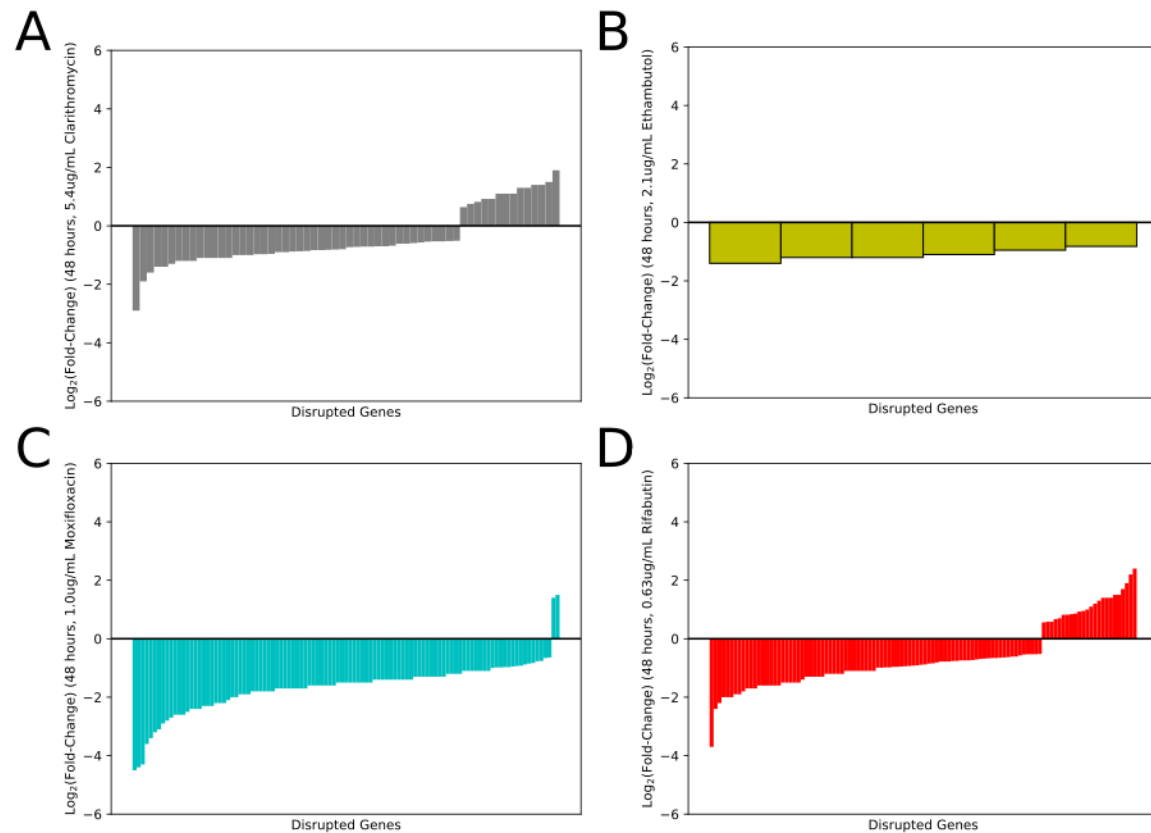 A
Log₂(Fold-Change) (48 hours, 5.4ug/mL Clarithromycin)
6
4
2
0
−2
−4
−6
Disrupted Genes
B
Log₂(Fold-Change) (48 hours, 2.1ug/mL Ethambutol)
6
4
2
0
−2
−4
−6
Disrupted Genes
C
Log₂(Fold-Change) (48 hours, 1.0ug/mL Moxifloxacin)
6
4
2
0
−2
−4
−6
Disrupted Genes
D
Log₂(Fold-Change) (48 hours, 0.63ug/mL Rifabutin)
6
4
2
0
−2
−4
−6
Disrupted Genes